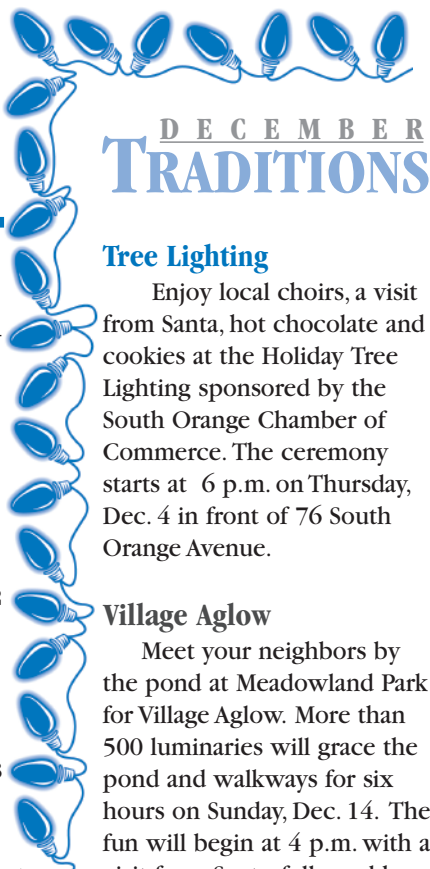 DECEMBER
TRADITIONS
Tree Lighting
Enjoy local choirs, a visit
from Santa, hot chocolate and
cookies at the Holiday Tree
Lighting sponsored by the
South Orange Chamber of
Commerce. The ceremony
starts at 6 p.m. on Thursday,
Dec. 4 in front of 76 South
Orange Avenue.
Village Aglow
Meet your neighbors by
the pond at Meadowland Park
for Village Aglow. More than
500 luminaries will grace the
pond and walkways for six
hours on Sunday, Dec. 14. The
fun will begin at 4 p.m. with a